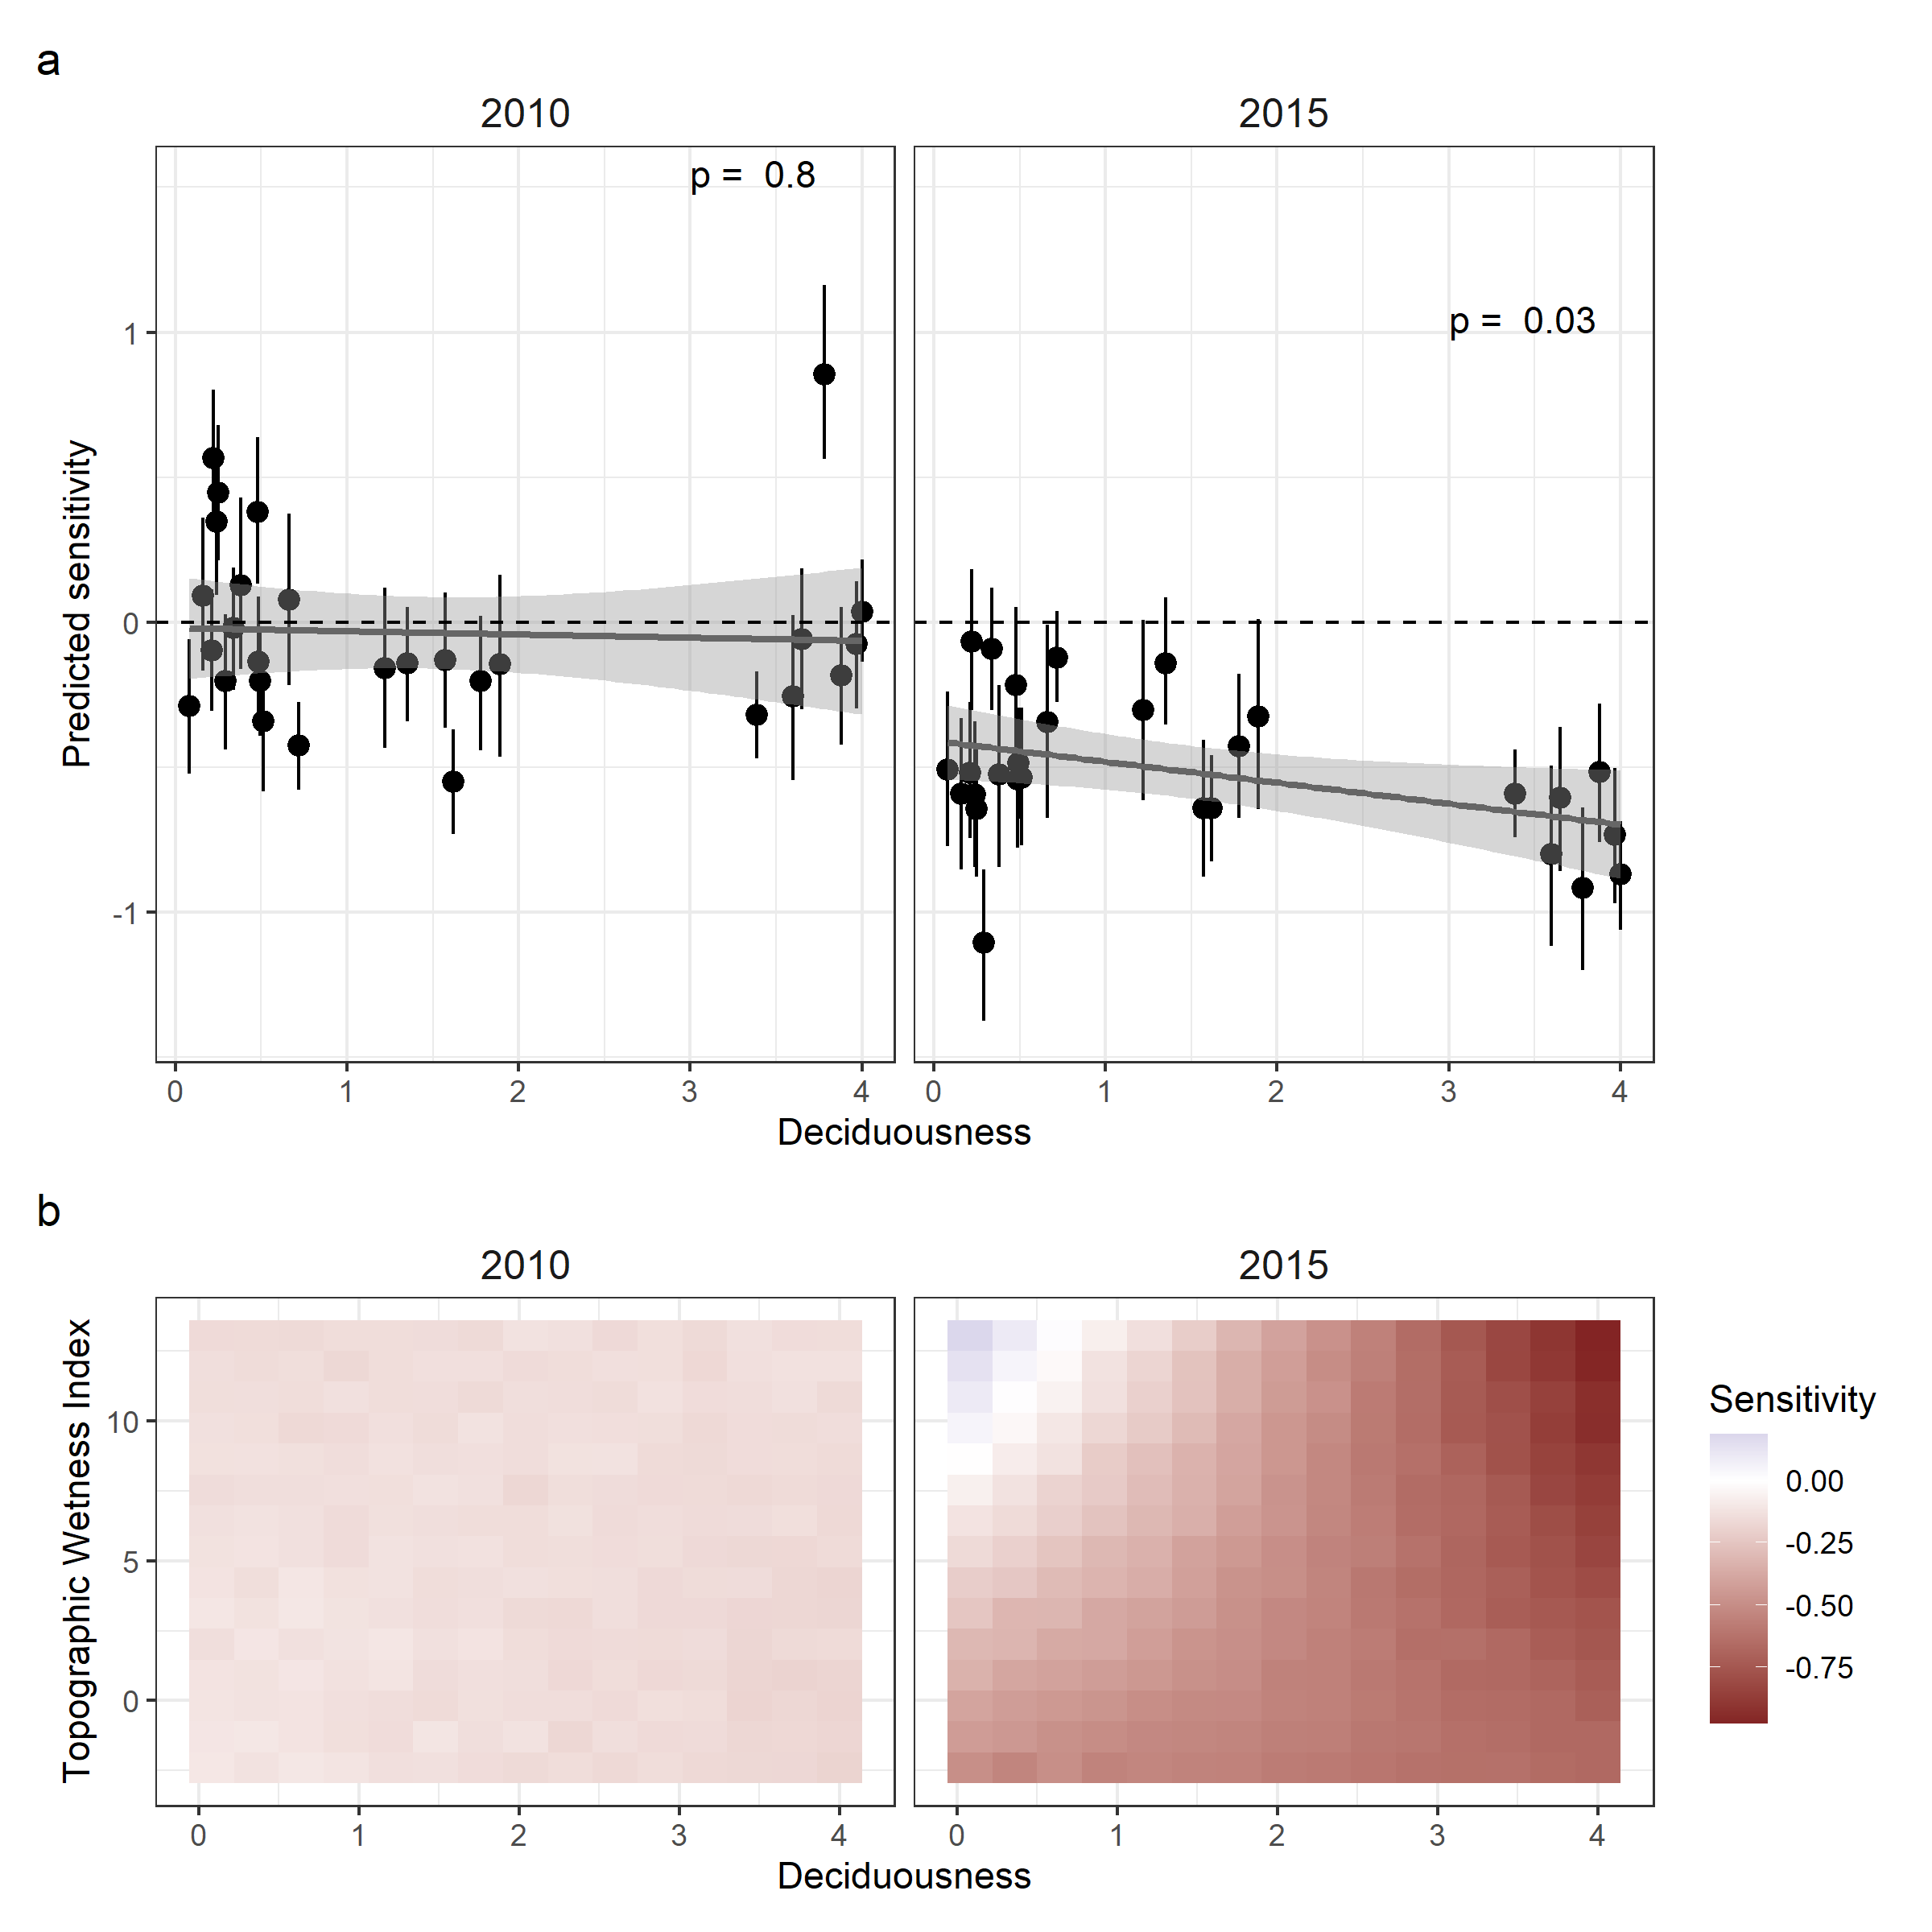 a
2010 2015
p = 0.8
p = 0.03
Predicted sensitivity
1
0
-1
0 1 2 3 4 0 1 2 3 4
Deciduousness
b
2010 2015
Topographic Wetness Index
10
5
0
0 1 2 3 4 0 1 2 3 4
Deciduousness
Sensitivity
0.00
-0.25
-0.50
-0.75